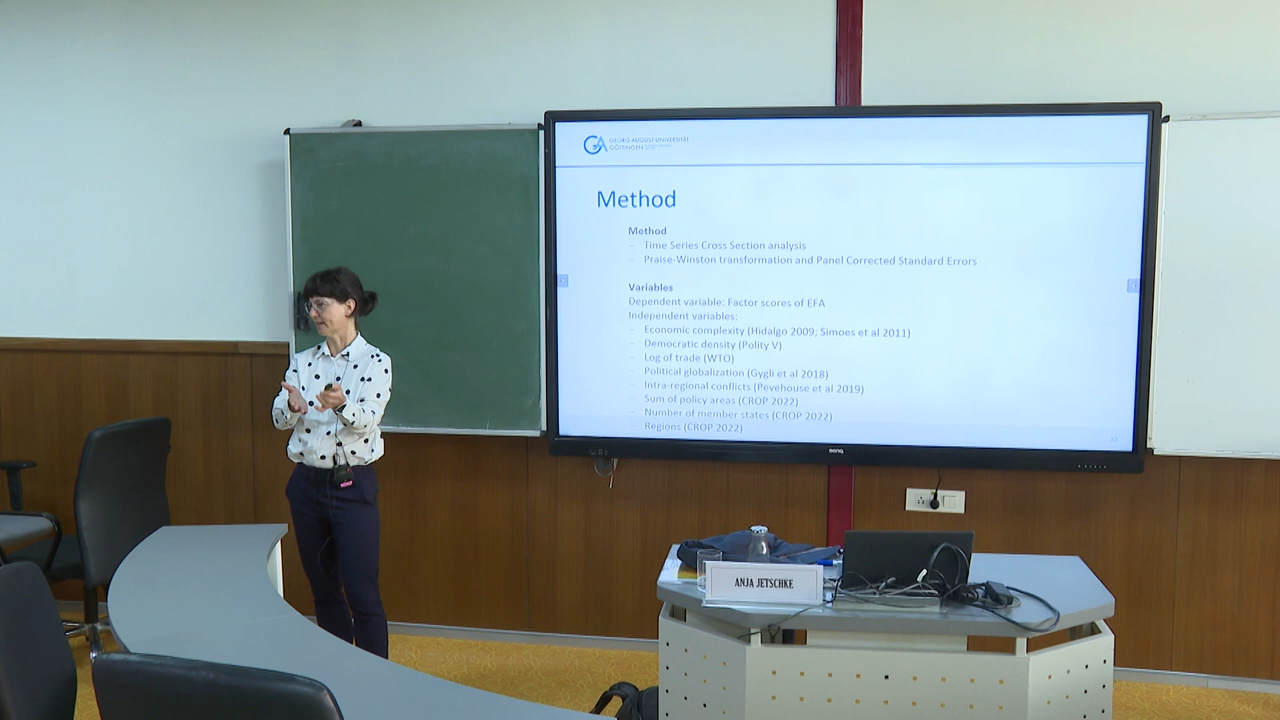 GEORG-AUGUST-UNIVERSITÄT
GÖTTINGEN
Method
Method
– Time Series Cross Section analysis
– Praise-Winston transformation and Panel Corrected Standard Errors
Variables
Dependent variable: Factor scores of EFA
Independent variables:
– Economic complexity (Hidalgo 2009; Simoes et al 2011)
– Democratic density (Polity V)
– Log of trade (WTO)
– Political globalization (Gygli et al 2018)
– Intra-regional conflicts (Pevehouse et al 2019)
– Sum of policy areas (CROP 2022)
– Number of member states (CROP 2022)
– Regions (CROP 2022)
10
BenQ
ANJA JETSCHKE